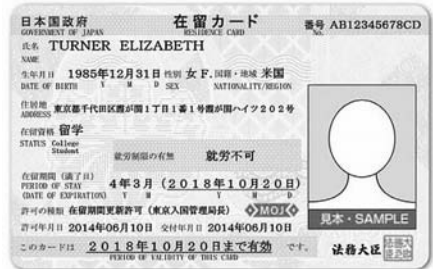 日本国政府 在留カード 番号 AB12345678CD
GOVERNMENT OF JAPAN RESIDENCE CARD No.
氏名 TURNER ELIZABETH
NAME
生年月日 1985年12月31日 性別 女 F. 国籍・地域 米国
DATE OF BIRTH Y M D SEX NATIONALITY/REGION
住居地 東京都千代田区霞が関1丁目1番1号霞が関ハイツ202号
ADDRESS
在留資格 留学
STATUS College Student
就労制限の有無 就労不可
在留期間(満了日) 4年3月(2018年10月20日)
PERIOD OF STAY
(DATE OF EXPIRATION) Y M Y M D
許可の種類 在留期間更新許可(東京入国管理局長) MOJ
見本・SAMPLE
許可年月日 2014年06月10日 交付年月日 2014年06月10日
このカードは 2018年10月20日まで有効 です。 法務大臣
PERIOD OF VALIDITY OF THIS CARD